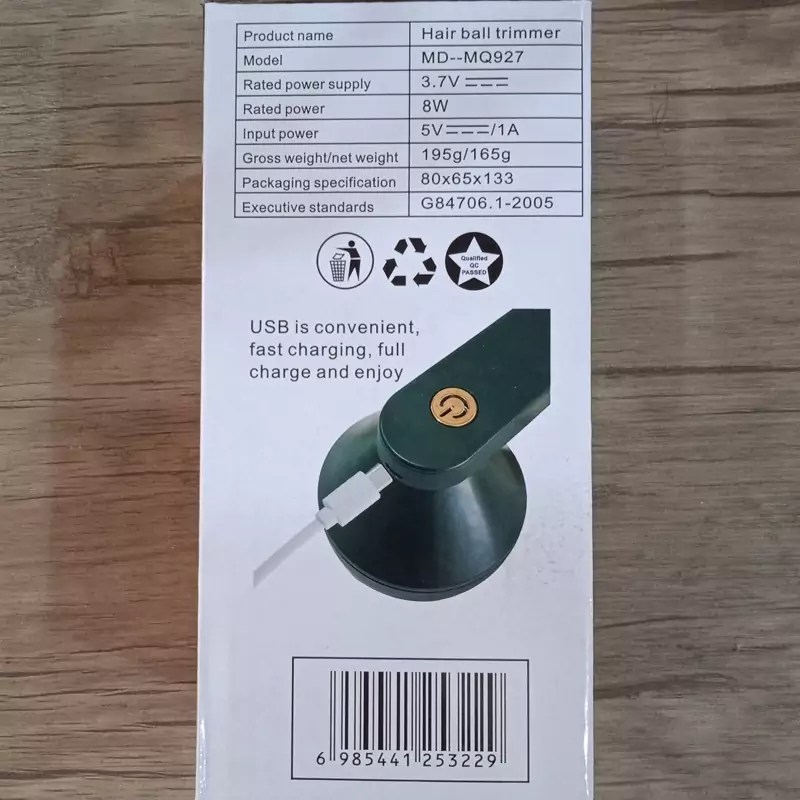 Product name Hair ball trimmer
Model MD--MQ927
Rated power supply 3.7V ⎓
Rated power 8W
Input power 5V⎓/1A
Gross weight/net weight 195g/165g
Packaging specification 80x65x133
Executive standards G84706.1-2005
Qualified
QC
PASSED
USB is convenient,
fast charging, full
charge and enjoy
6 985441 253229